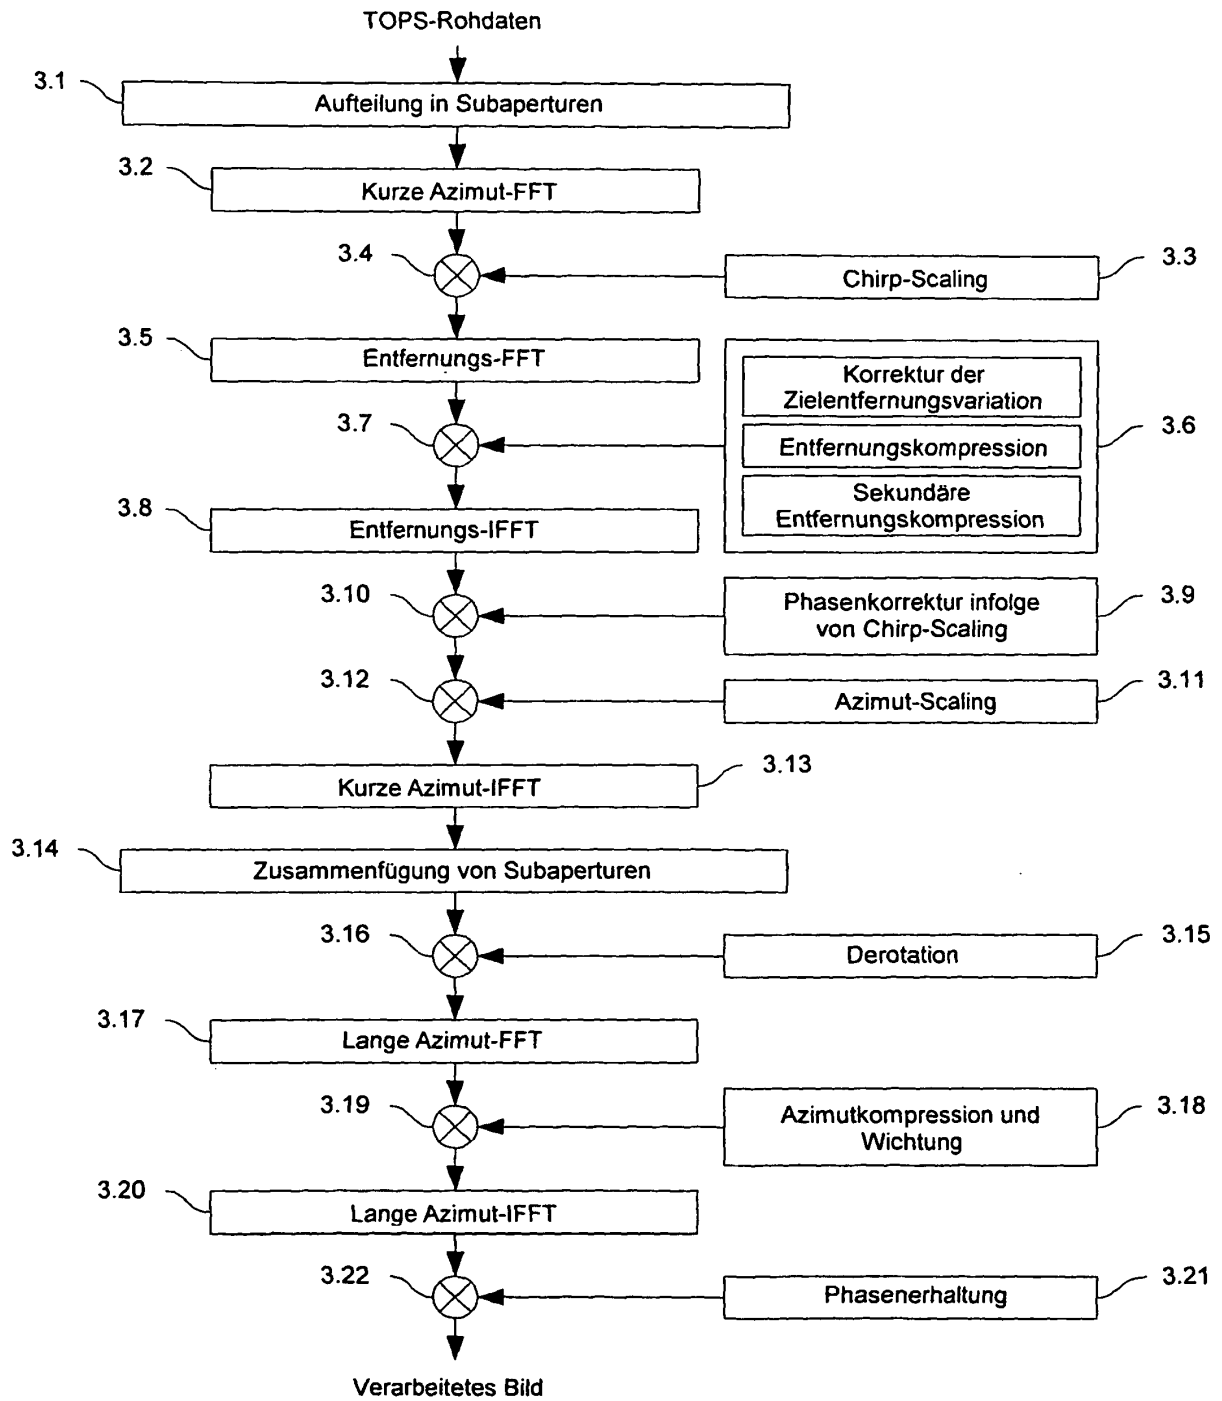 TOPS-Rohdaten
3.1
Aufteilung in Subaperturen
3.2
Kurze Azimut-FFT
3.4
3.3
Chirp-Scaling
3.5
Entfernungs-FFT
Korrektur der
Zielentfernungsvariation
3.7
3.6
Entfernungskompression
Sekundäre
Entfernungskompression
3.8
Entfernungs-IFFT
3.10
Phasenkorrektur infolge
von Chirp-Scaling
3.9
3.12
Azimut-Scaling
3.11
Kurze Azimut-IFFT
3.13
3.14
Zusammenfügung von Subaperturen
3.16
Derotation
3.15
3.17
Lange Azimut-FFT
3.19
Azimutkompression und
Wichtung
3.18
3.20
Lange Azimut-IFFT
3.22
Phasenerhaltung
3.21
Verarbeitetes Bild